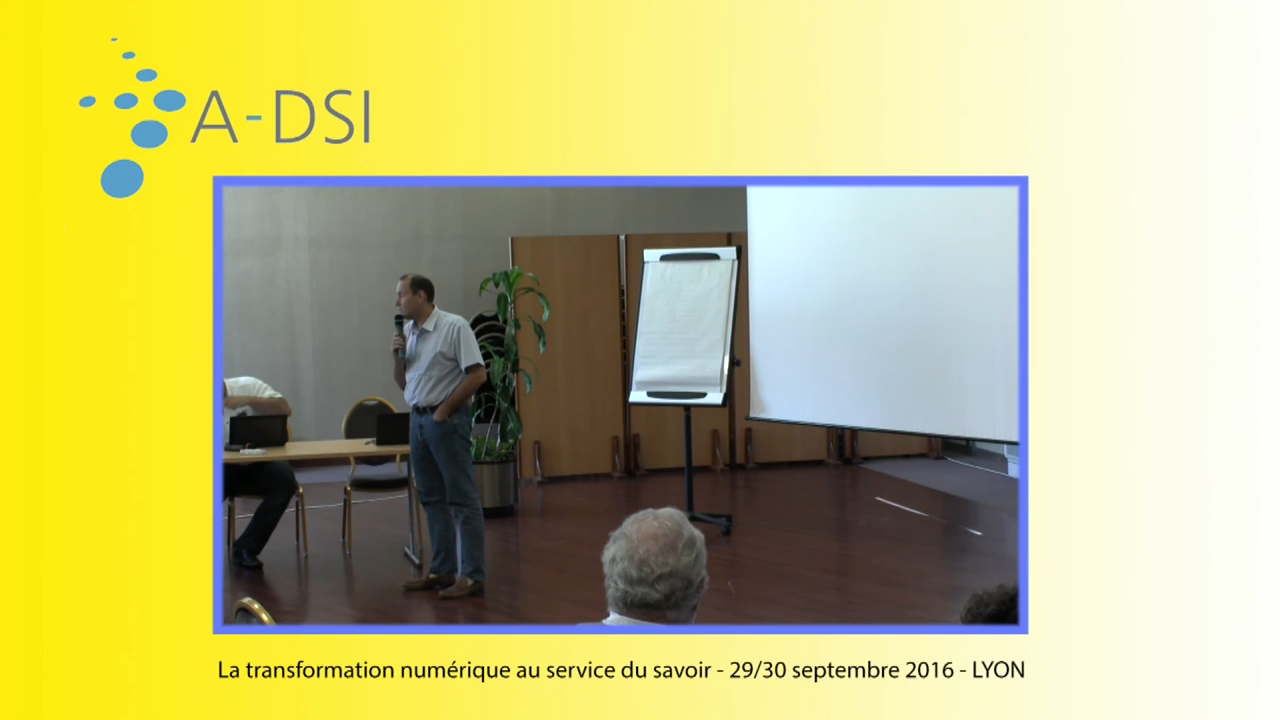 A-DSI
La transformation numérique au service du savoir - 29/30 septembre 2016 - LYON